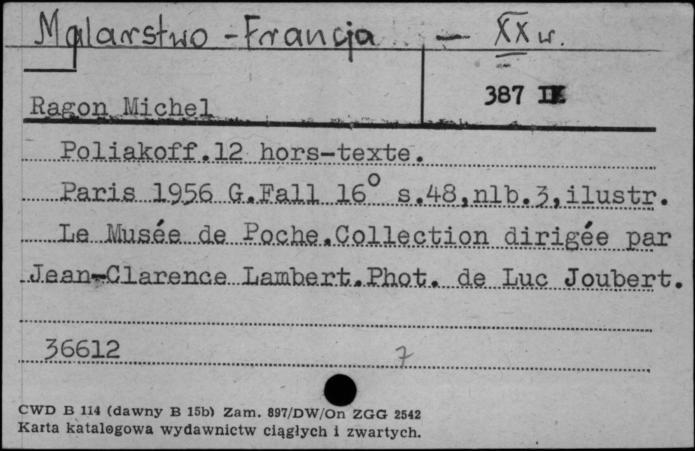 Malarstwo - Francja - XX w.
387 IX
Ragon Michel
Poliakoff.12 hors-texte.
Paris 1956 G.Fall 16° s.48,nlb.3,ilustr.
Le Musée de Poche.Collection dirigée par
Jean-Clarence Lambert.Phot. de Luc Joubert.
36612 7
CWD B 114 (dawny B 15b) Zam. 897/DW/On ZGG 2542
Karta katalogowa wydawnictw ciągłych i zwartych.